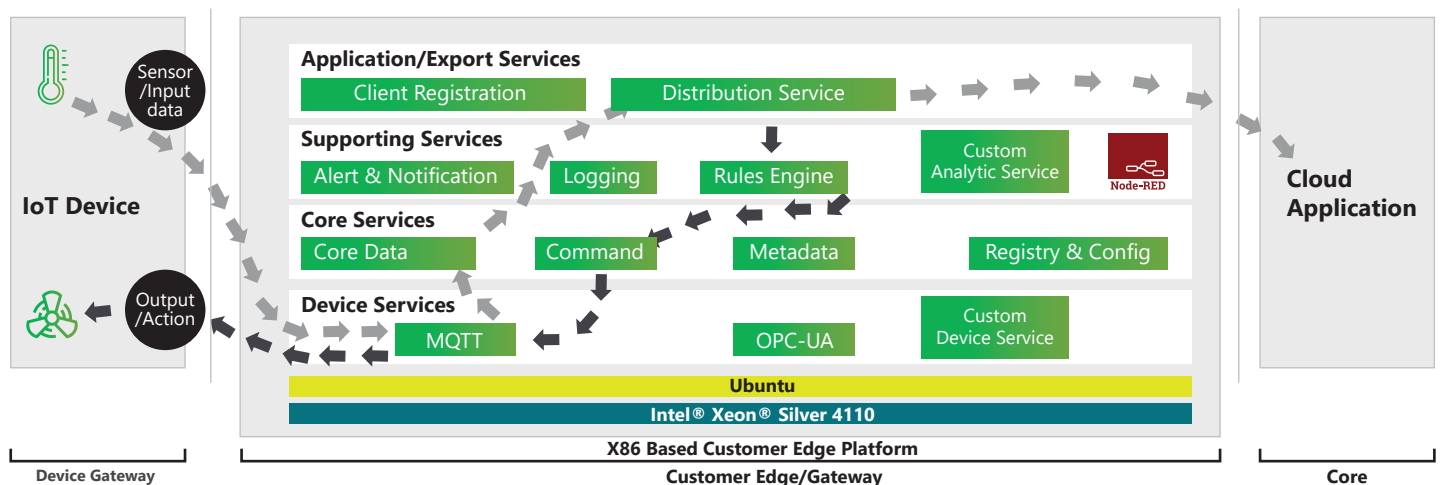 Sensor
/Input
data
IoT Device
Output
/Action
Application/Export Services
Client Registration
Distribution Service
Supporting Services
Alert & Notification
Logging
Rules Engine
Custom
Analytic Service
Node-RED
Core Services
Core Data
Command
Metadata
Registry & Config
Device Services
MQTT
OPC-UA
Custom
Device Service
Ubuntu
Intel® Xeon® Silver 4110
X86 Based Customer Edge Platform
Cloud
Application
Device Gateway
Customer Edge/Gateway
Core